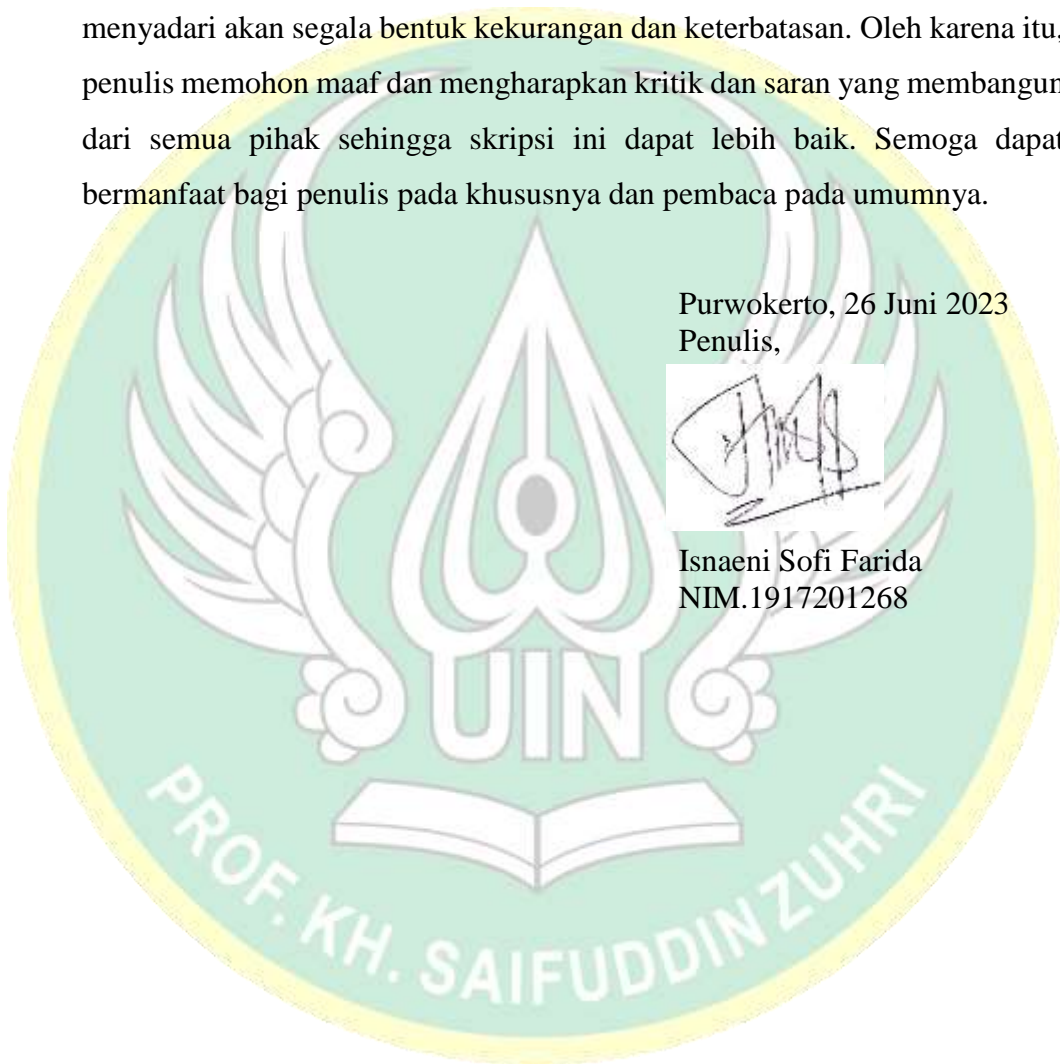 menyadari akan segala bentuk kekurangan dan keterbatasan. Oleh karena itu,
penulis memohon maaf dan mengharapkan kritik dan saran yang membangun
dari semua pihak sehingga skripsi ini dapat lebih baik. Semoga dapat
bermanfaat bagi penulis pada khususnya dan pembaca pada umumnya.
Purwokerto, 26 Juni 2023
Penulis,
Isnaeni Sofi Farida
NIM.1917201268
UIN
PROF. KH. SAIFUDDIN ZUHRI